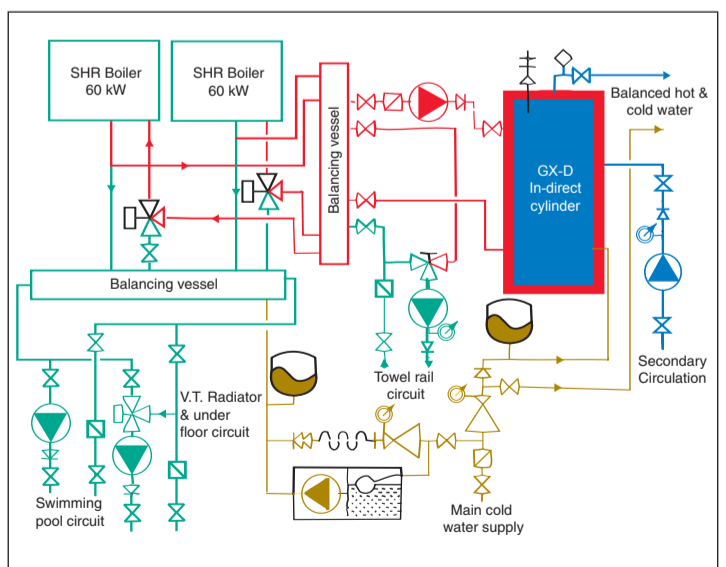 SHR Boiler
60 kW
SHR Boiler
60 kW
Balancing vessel
Balanced hot &
cold water
GX-D
In-direct
cylinder
Balancing vessel
Secondary
Circulation
Towel rail
circuit
V.T. Radiator
& under
floor circuit
Swimming
pool circuit
Main cold
water supply